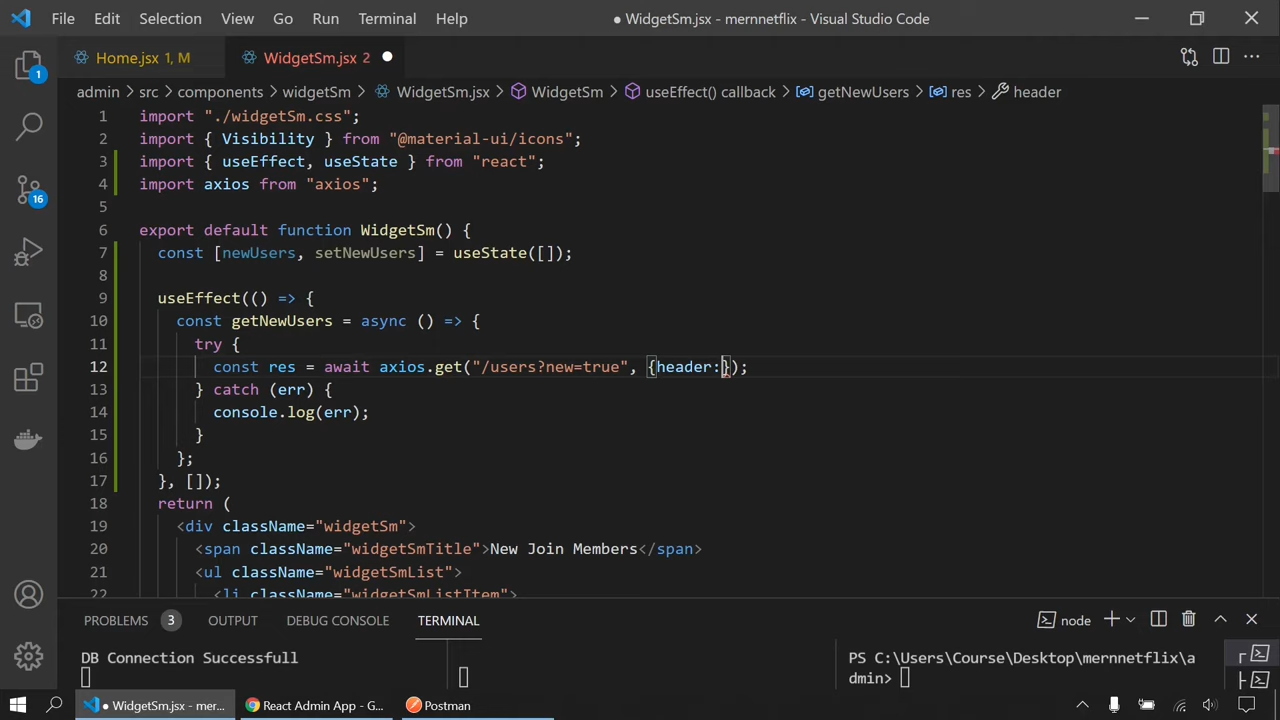 File Edit Selection View Go Run Terminal Help ● WidgetSm.jsx - mernnetflix - Visual Studio Code
Home.jsx 1, M WidgetSm.jsx 2
admin > src > components > widgetSm > WidgetSm.jsx > WidgetSm > useEffect() callback > getNewUsers > res > header
1 import "./widgetSm.css";
2 import { Visibility } from "@material-ui/icons";
3 import { useEffect, useState } from "react";
4 import axios from "axios";
5
6 export default function WidgetSm() {
7 const [newUsers, setNewUsers] = useState([]);
8
9 useEffect(() => {
10 const getNewUsers = async () => {
11 try {
12 const res = await axios.get("/users?new=true", {header:});
13 } catch (err) {
14 console.log(err);
15 }
16 };
17 }, []);
18 return (
19 <div className="widgetSm">
20 <span className="widgetSmTitle">New Join Members</span>
21 <ul className="widgetSmList">
22 <li className="widgetSmListItem">
1
16
PROBLEMS 3 OUTPUT DEBUG CONSOLE TERMINAL node
DB Connection Successfull
PS C:\Users\Course\Desktop\mernnetflix\a
dmin>
● WidgetSm.jsx - mer... React Admin App - G... Postman